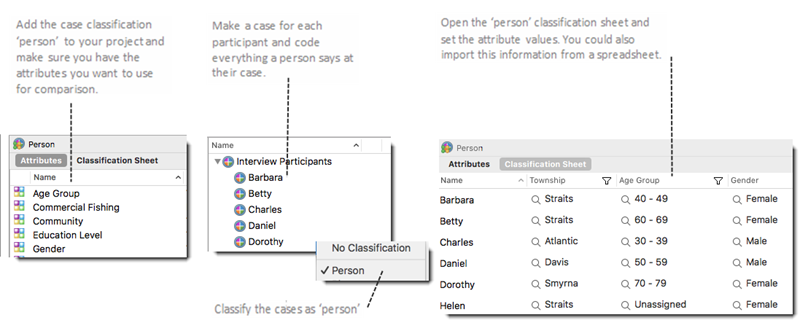 Add the case classification
'person' to your project and
make sure you have the
attributes you want to use
for comparison.
Make a case for each
participant and code
everything a person says at
their case.
Open the 'person' classification sheet and
set the attribute values. You could also
import this information from a spreadsheet.
Person
Attributes Classification Sheet
Name
Age Group
Commercial Fishing
Community
Education Level
Gender
Name
Interview Participants
Barbara
Betty
Charles
Daniel
Dorothy
No Classification
✓ Person
Classify the cases as 'person'
Person
Attributes Classification Sheet
Name Township Age Group Gender
Barbara Straits 40 - 49 Female
Betty Straits 60 - 69 Female
Charles Atlantic 30 - 39 Male
Daniel Davis 50 - 59 Male
Dorothy Smyrna 70 - 79 Female
Helen Straits Unassigned Female